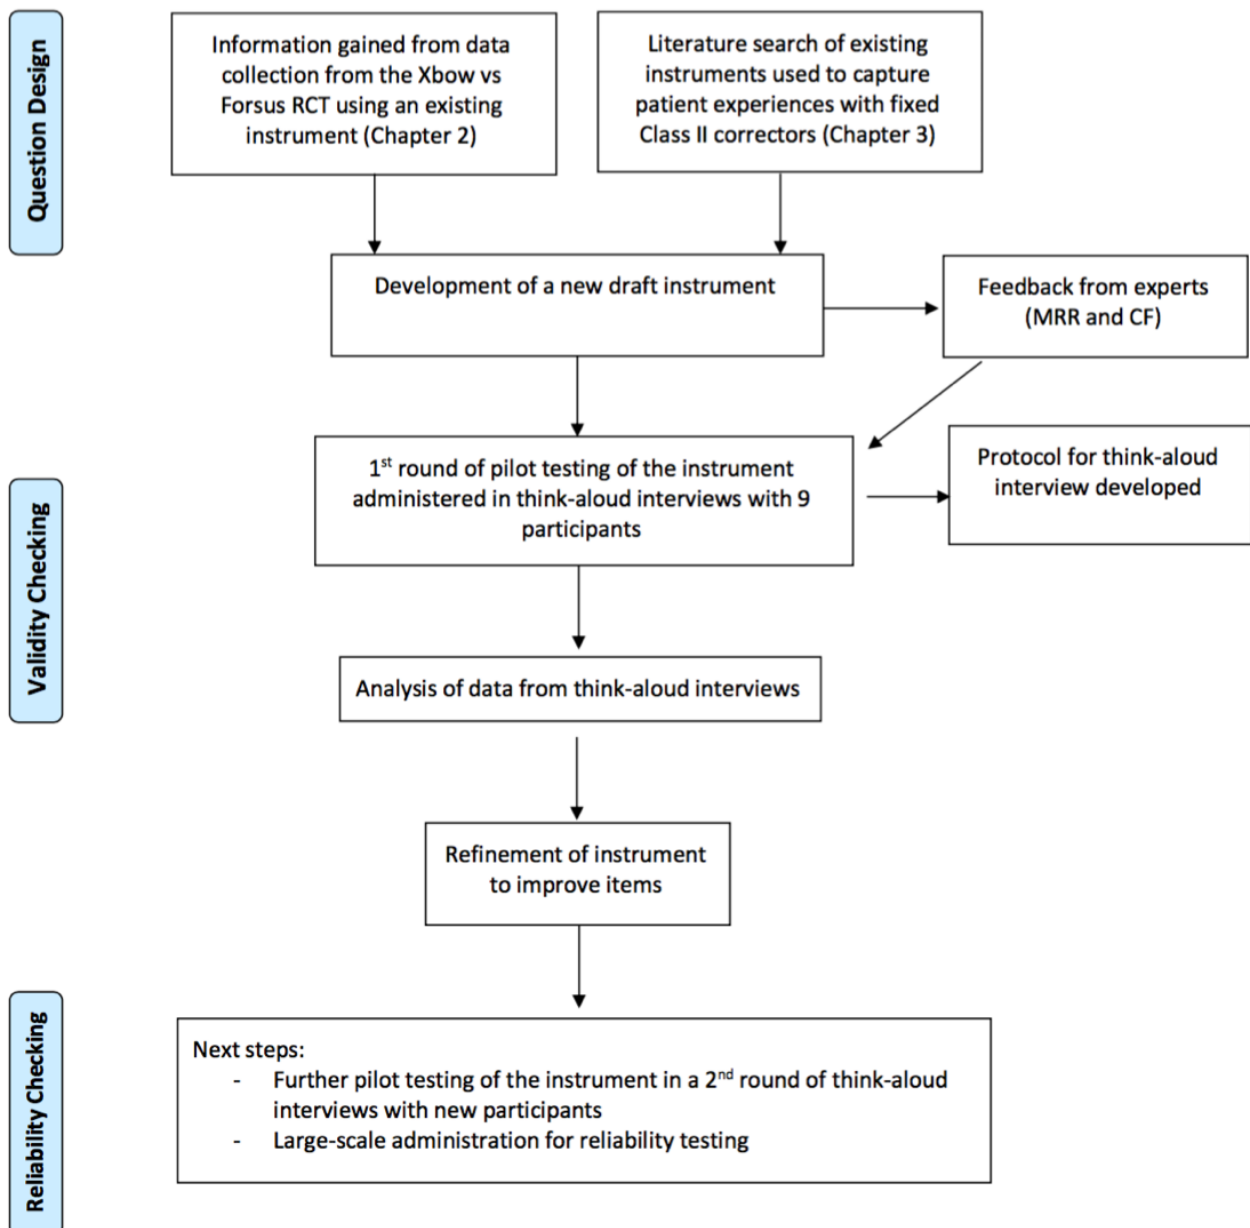 Question Design
Information gained from data
collection from the Xbow vs
Forsus RCT using an existing
instrument (Chapter 2)
Literature search of existing
instruments used to capture
patient experiences with fixed
Class II correctors (Chapter 3)
Development of a new draft instrument
Feedback from experts
(MRR and CF)
Validity Checking
1st round of pilot testing of the instrument
administered in think-aloud interviews with 9
participants
Protocol for think-aloud
interview developed
Analysis of data from think-aloud interviews
Refinement of instrument
to improve items
Reliability Checking
Next steps:
- Further pilot testing of the instrument in a 2nd round of think-aloud
interviews with new participants
- Large-scale administration for reliability testing